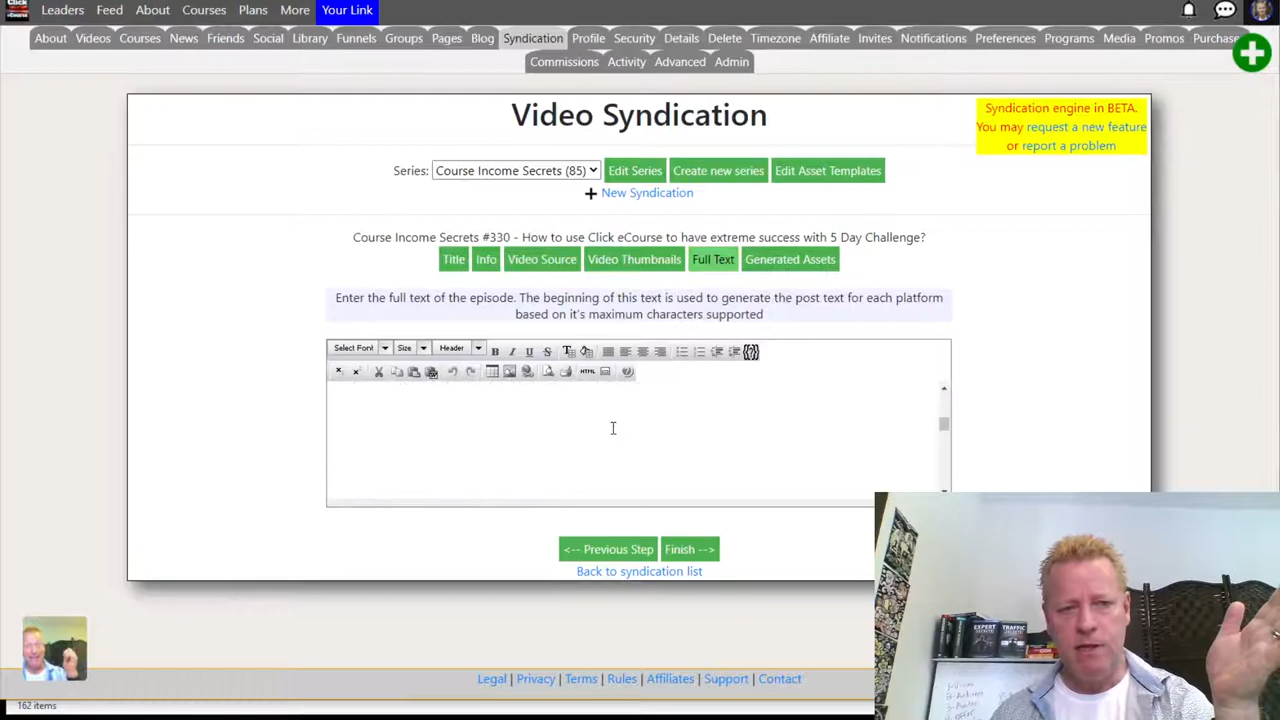 Click
eCourse
Leaders Feed About Courses Plans More Your Link
About Videos Courses News Friends Social Library Funnels Groups Pages Blog Syndication Profile Security Details Delete Timezone Affiliate Invites Notifications Preferences Programs Media Promos Purchase
Commissions Activity Advanced Admin
Video Syndication
Syndication engine in BETA.
You may request a new feature
or report a problem
Series: Course Income Secrets (85) Edit Series Create new series Edit Asset Templates
New Syndication
Course Income Secrets #330 - How to use Click eCourse to have extreme success with 5 Day Challenge?
Title Info Video Source Video Thumbnails Full Text Generated Assets
Enter the full text of the episode. The beginning of this text is used to generate the post text for each platform
based on it's maximum characters supported
Select Font Size Header B I U S
HTML
<-- Previous Step Finish -->
Back to syndication list
EXPERT
SECRETS
TRAFFIC
SECRETS
Legal | Privacy | Terms | Rules | Affiliates | Support | Contact
162 items